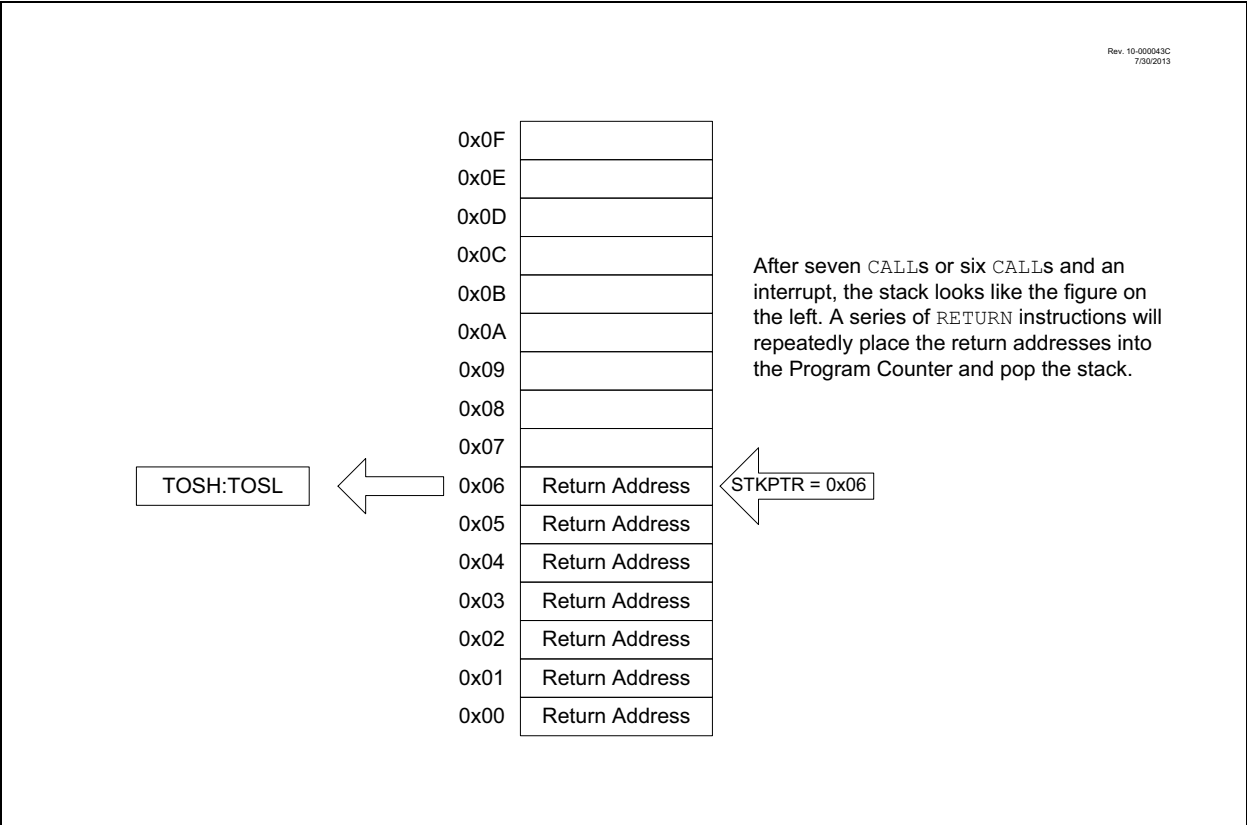 Rev. 10-000043C
7/30/2013
0x0F
0x0E
0x0D
0x0C
0x0B
0x0A
0x09
0x08
0x07
After seven CALLs or six CALLs and an
interrupt, the stack looks like the figure on
the left. A series of RETURN instructions will
repeatedly place the return addresses into
the Program Counter and pop the stack.
TOSH:TOSL
0x06 Return Address
STKPTR = 0x06
0x05 Return Address
0x04 Return Address
0x03 Return Address
0x02 Return Address
0x01 Return Address
0x00 Return Address